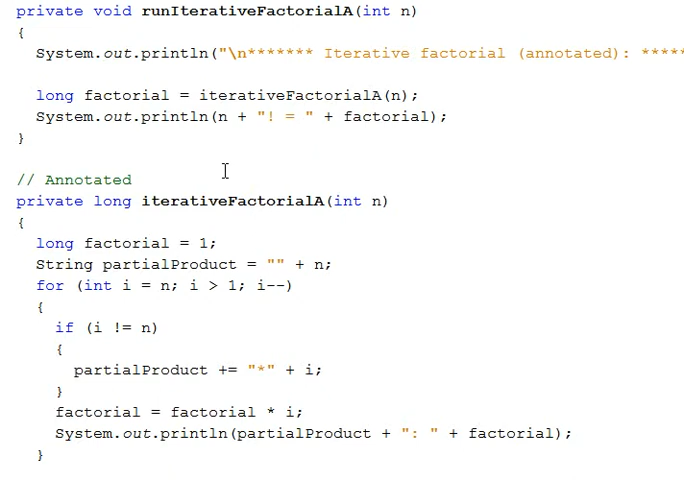 private void runIterativeFactorialA(int n)
{
System.out.println("\n******* Iterative factorial (annotated): *****
long factorial = iterativeFactorialA(n);
System.out.println(n + "! = " + factorial);
}
// Annotated
private long iterativeFactorialA(int n)
{
long factorial = 1;
String partialProduct = "" + n;
for (int i = n; i > 1; i--)
{
if (i != n)
{
partialProduct += "*" + i;
}
factorial = factorial * i;
System.out.println(partialProduct + ": " + factorial);
}